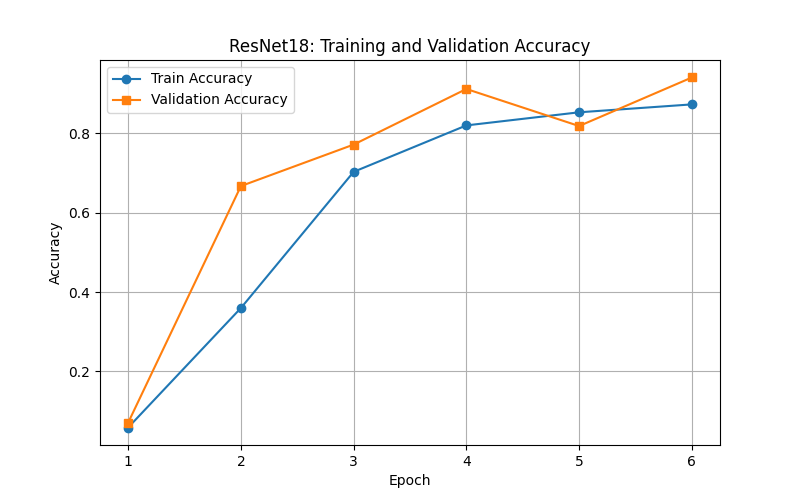 ResNet18: Training and Validation Accuracy
Train Accuracy
Validation Accuracy
0.8
0.6
0.4
0.2
Accuracy
1 2 3 4 5 6
Epoch